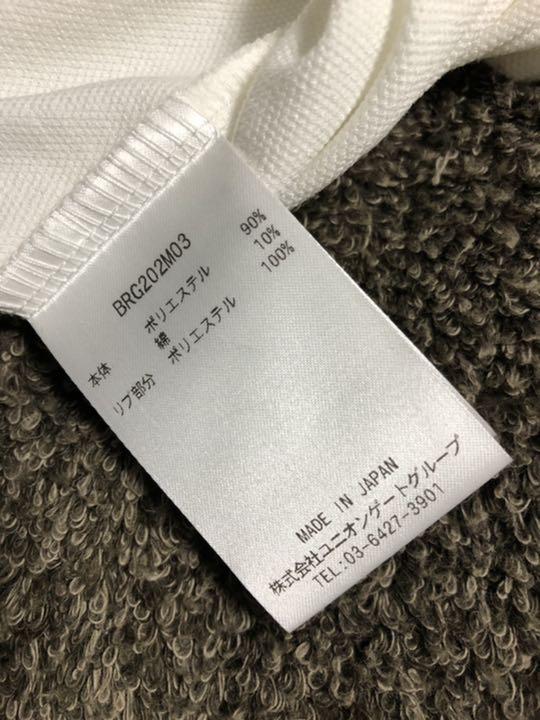 BRG202M03
本体 ポリエステル 90%
綿 10%
リブ部分 ポリエステル 100%
MADE IN JAPAN
株式会社ユニオンゲートグループ
TEL:03-6427-3901